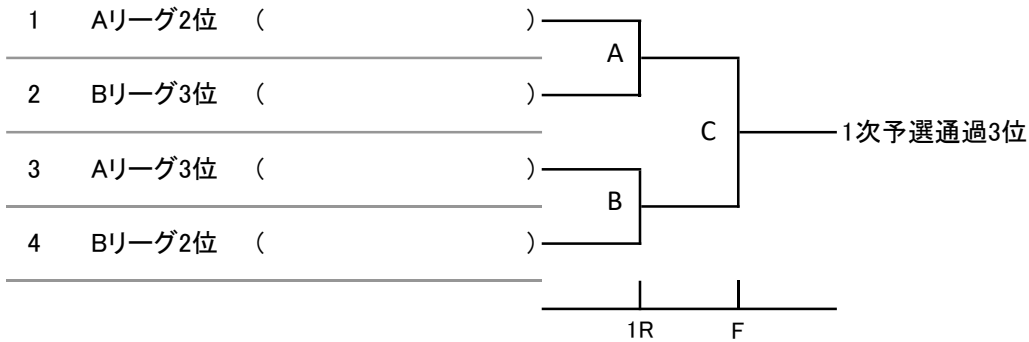 1 Aリーグ2位 ( )
A
2 Bリーグ3位 ( )
C 1次予選通過3位
3 Aリーグ3位 ( )
B
4 Bリーグ2位 ( )
1R F